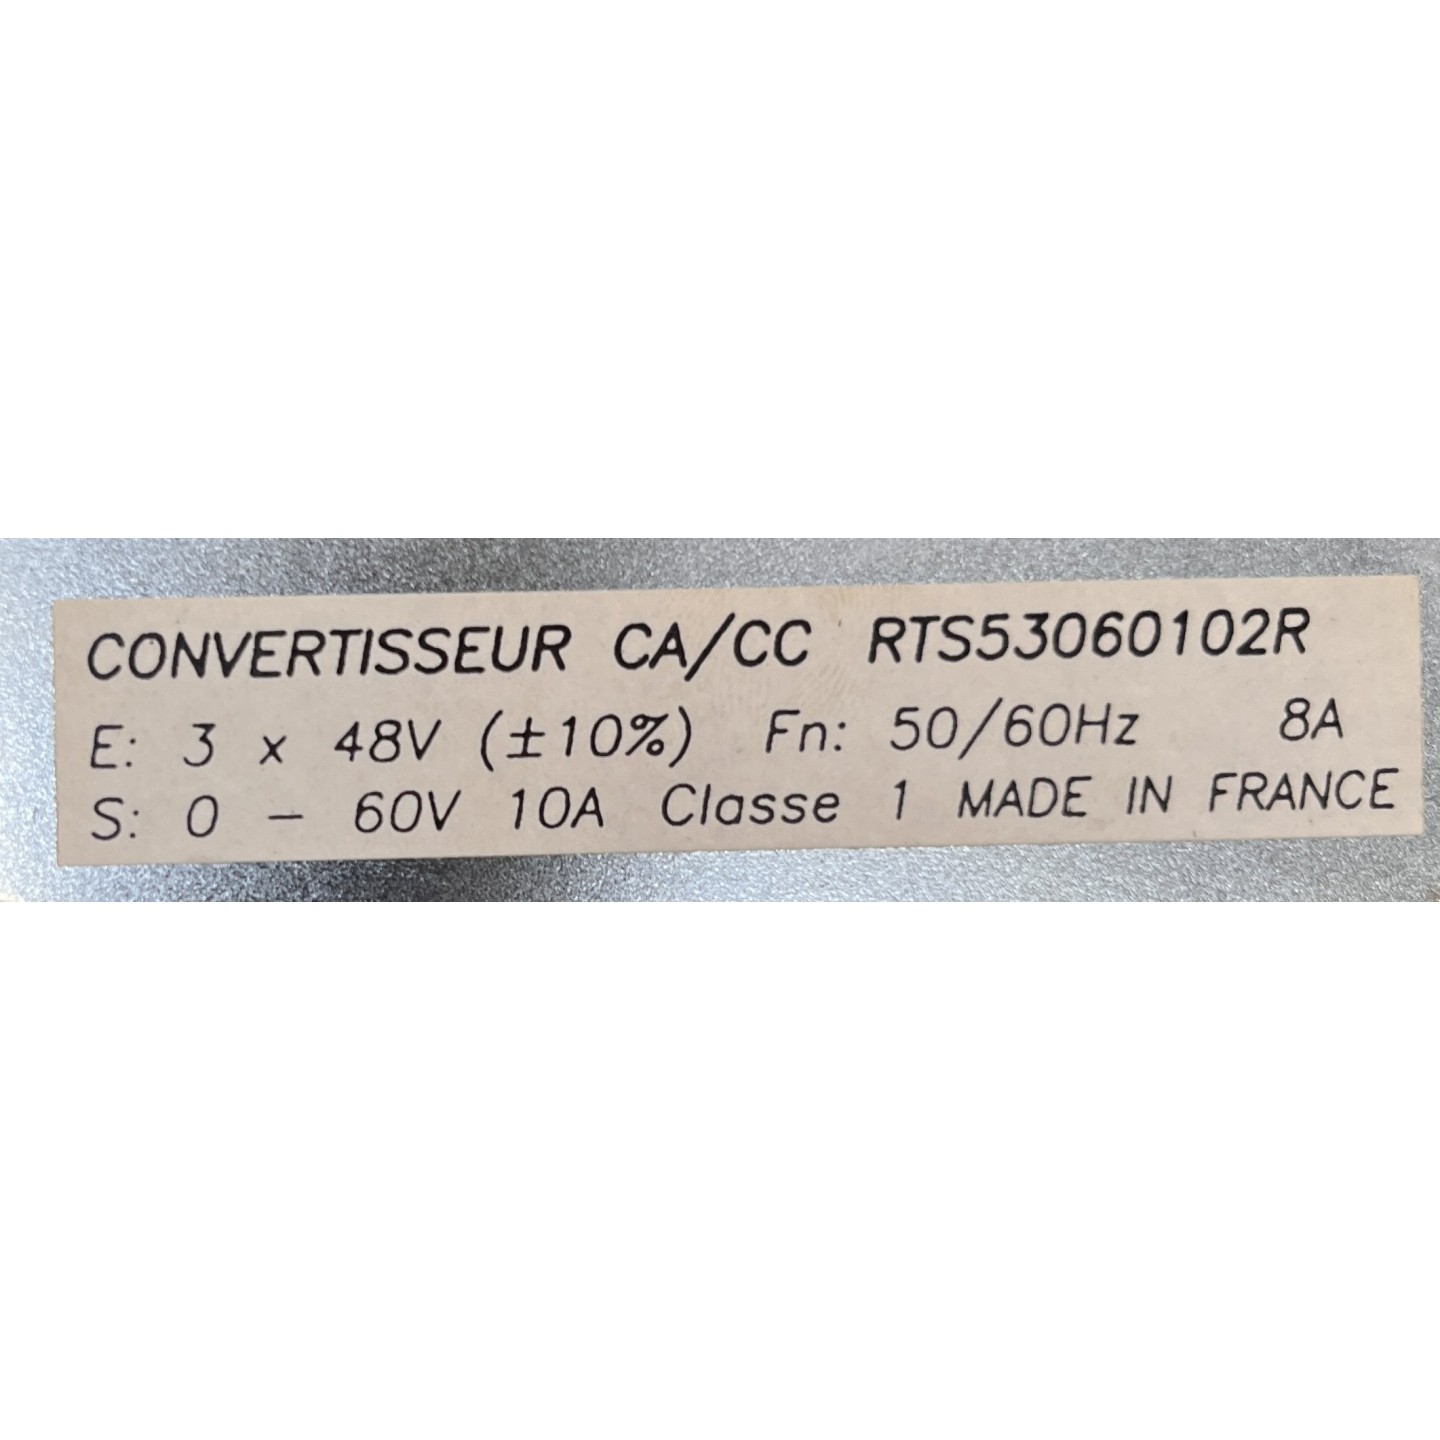 CONVERTISSEUR CA/CC RTS53060102R
E: 3 x 48V (±10%) Fn: 50/60Hz 8A
S: 0 – 60V 10A Classe 1 MADE IN FRANCE